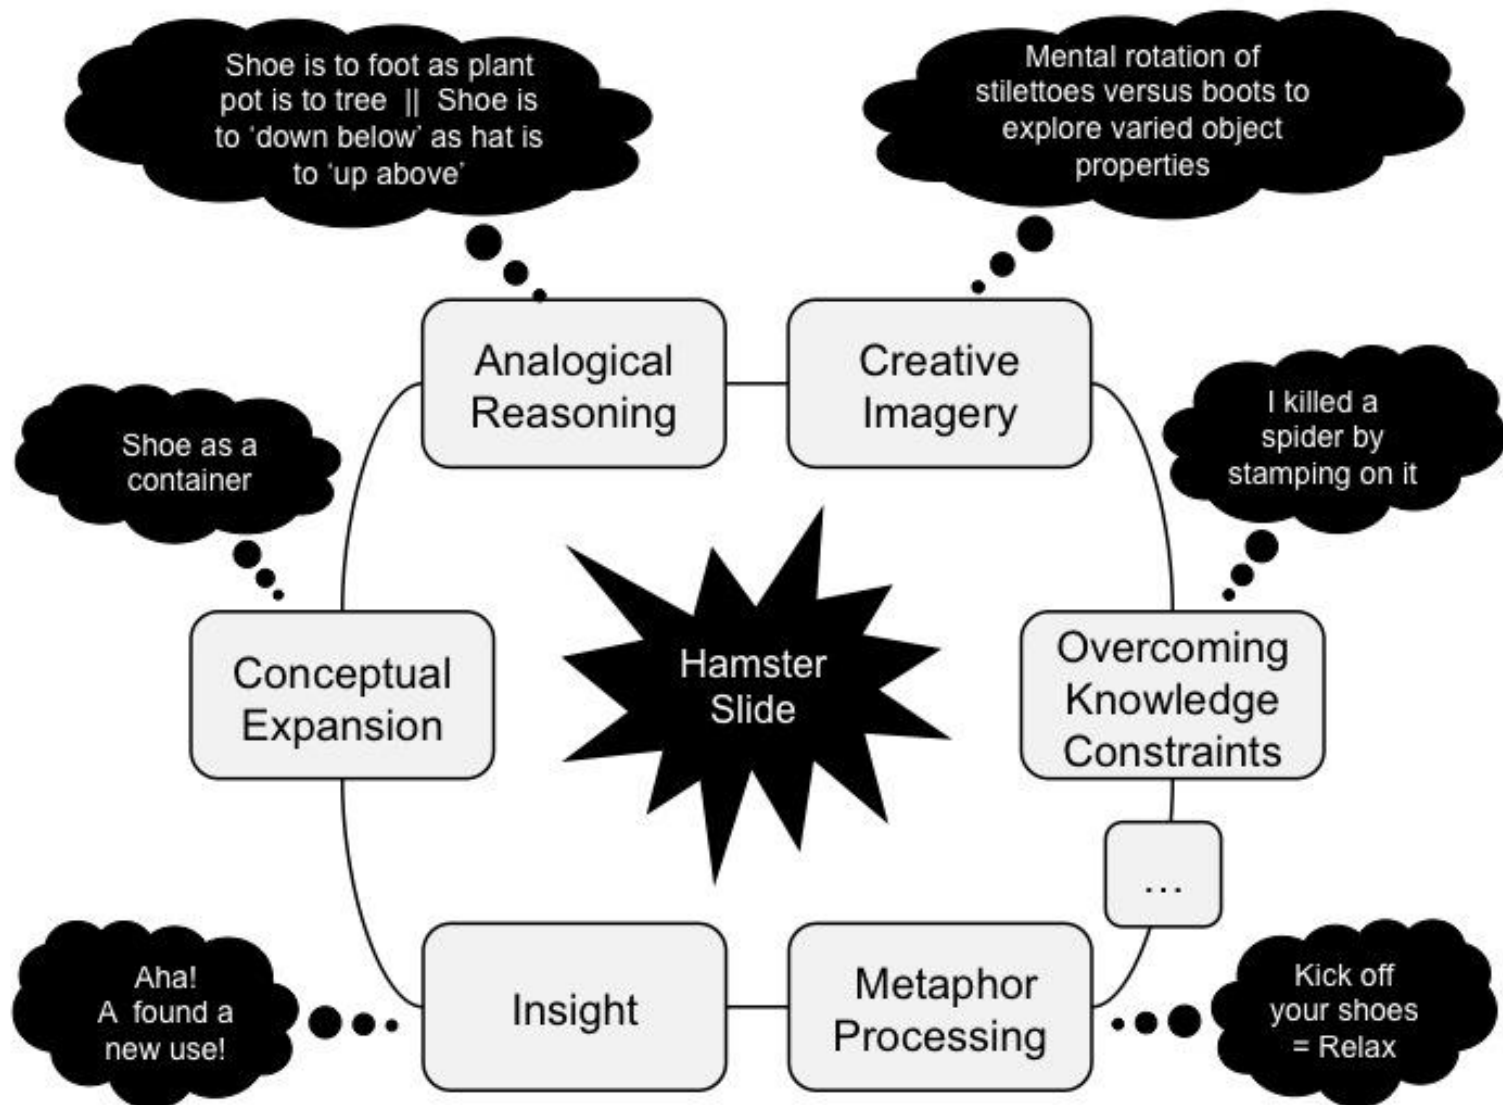 Shoe is to foot as plant
pot is to tree || Shoe is
to ‘down below’ as hat is
to ‘up above’
Mental rotation of
stilettoes versus boots to
explore varied object
properties
Analogical
Reasoning
Creative
Imagery
Shoe as a
container
I killed a
spider by
stamping on it
Conceptual
Expansion
Hamster
Slide
Overcoming
Knowledge
Constraints
...
Aha!
A found a
new use!
Insight
Metaphor
Processing
Kick off
your shoes
= Relax